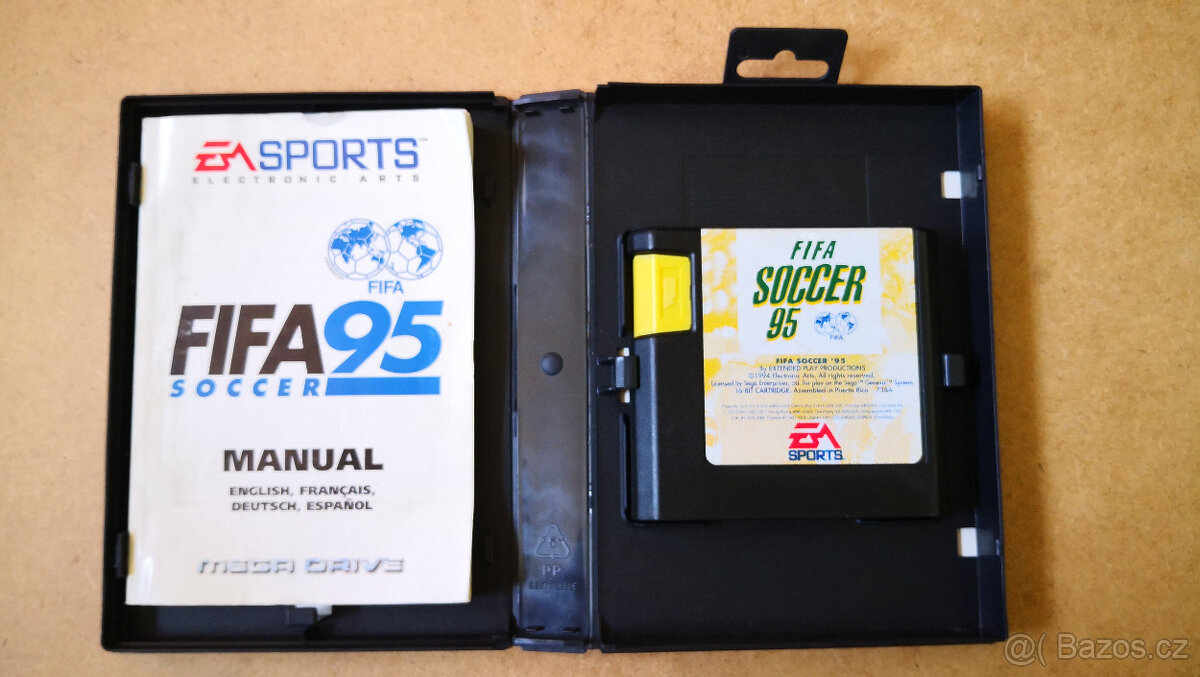 EA SPORTS™
ELECTRONIC ARTS
FIFA
FIFA 95
SOCCER
MANUAL
ENGLISH, FRANÇAIS,
DEUTSCH, ESPAÑOL
MEGA DRIVE
PP
FIFA
SOCCER
95
FIFA
FIFA SOCCER '95
By EXTENDED PLAY PRODUCTIONS
©1994 Electronic Arts. All rights reserved.
Licensed by Sega Enterprises, Ltd. for play on the Sega™ Genesis™ System.
16-BIT CARTRIDGE. Assembled in Puerto Rico.
EA
SPORTS
@( Bazos.cz